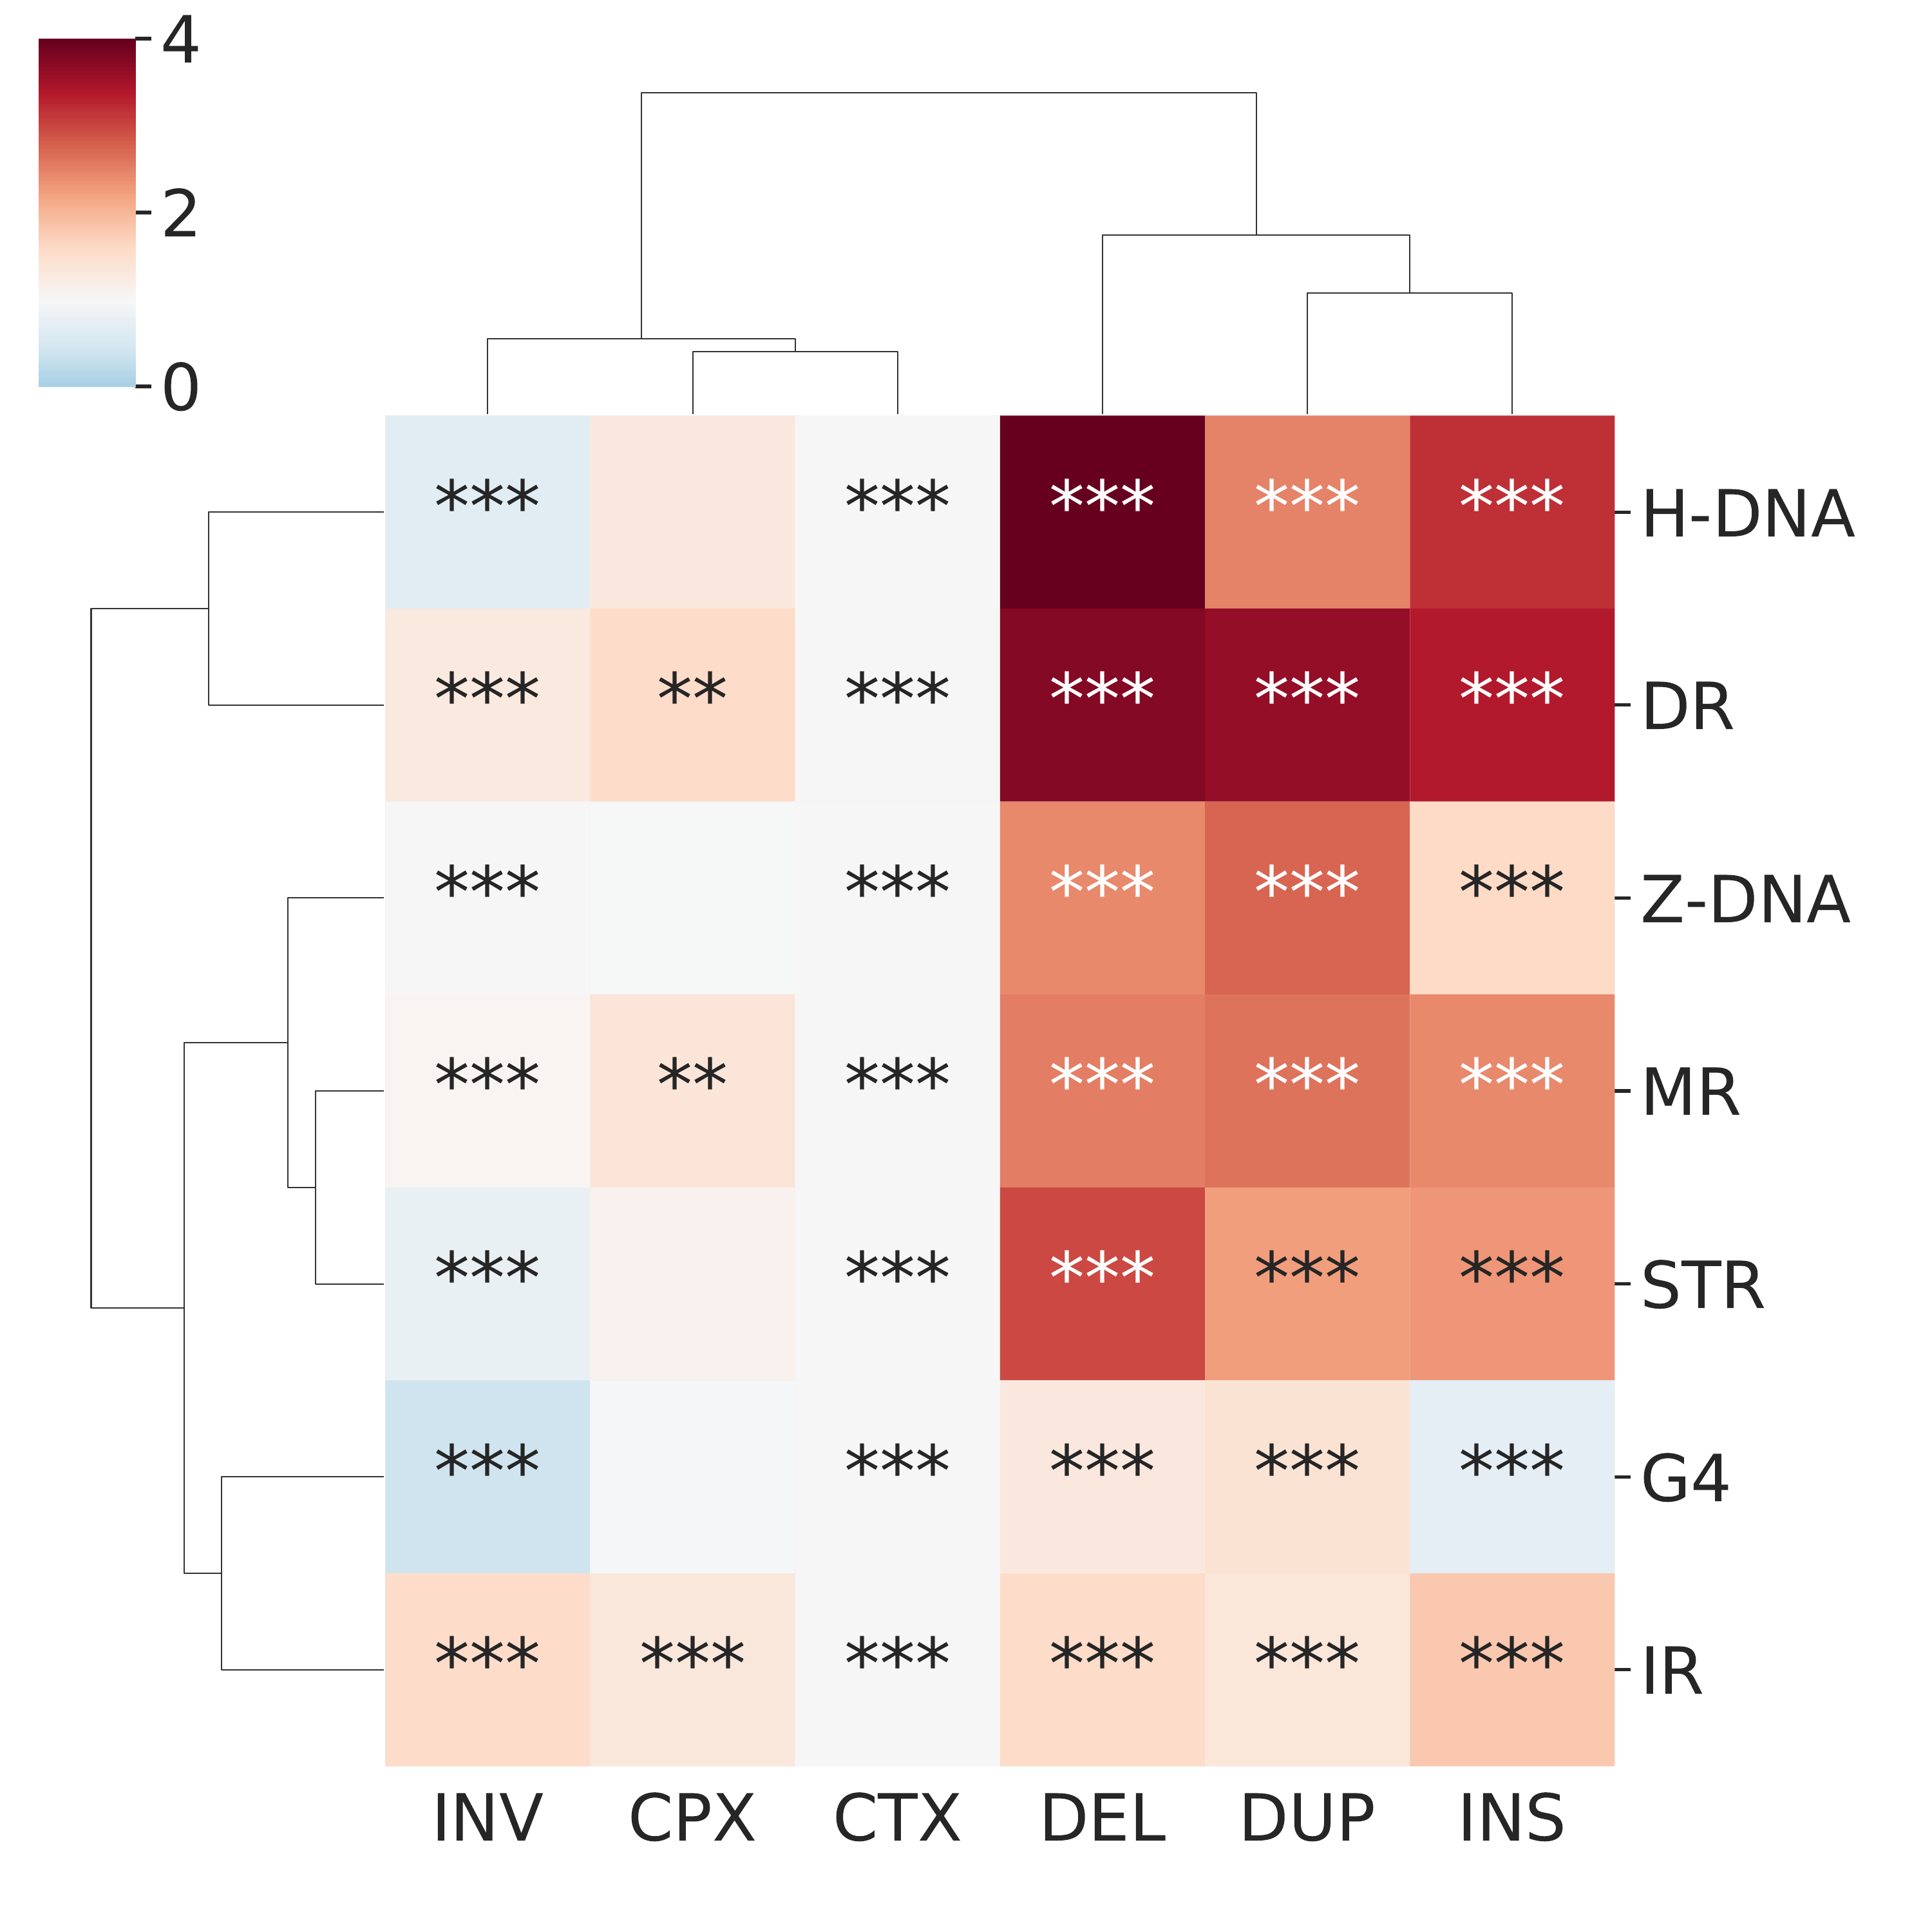 4
2
0
*** *** *** *** *** H-DNA
*** ** *** *** *** *** DR
*** *** *** *** *** Z-DNA
*** ** *** *** *** *** MR
*** *** *** *** *** STR
*** *** *** *** *** G4
*** *** *** *** *** *** IR
INV CPX CTX DEL DUP INS